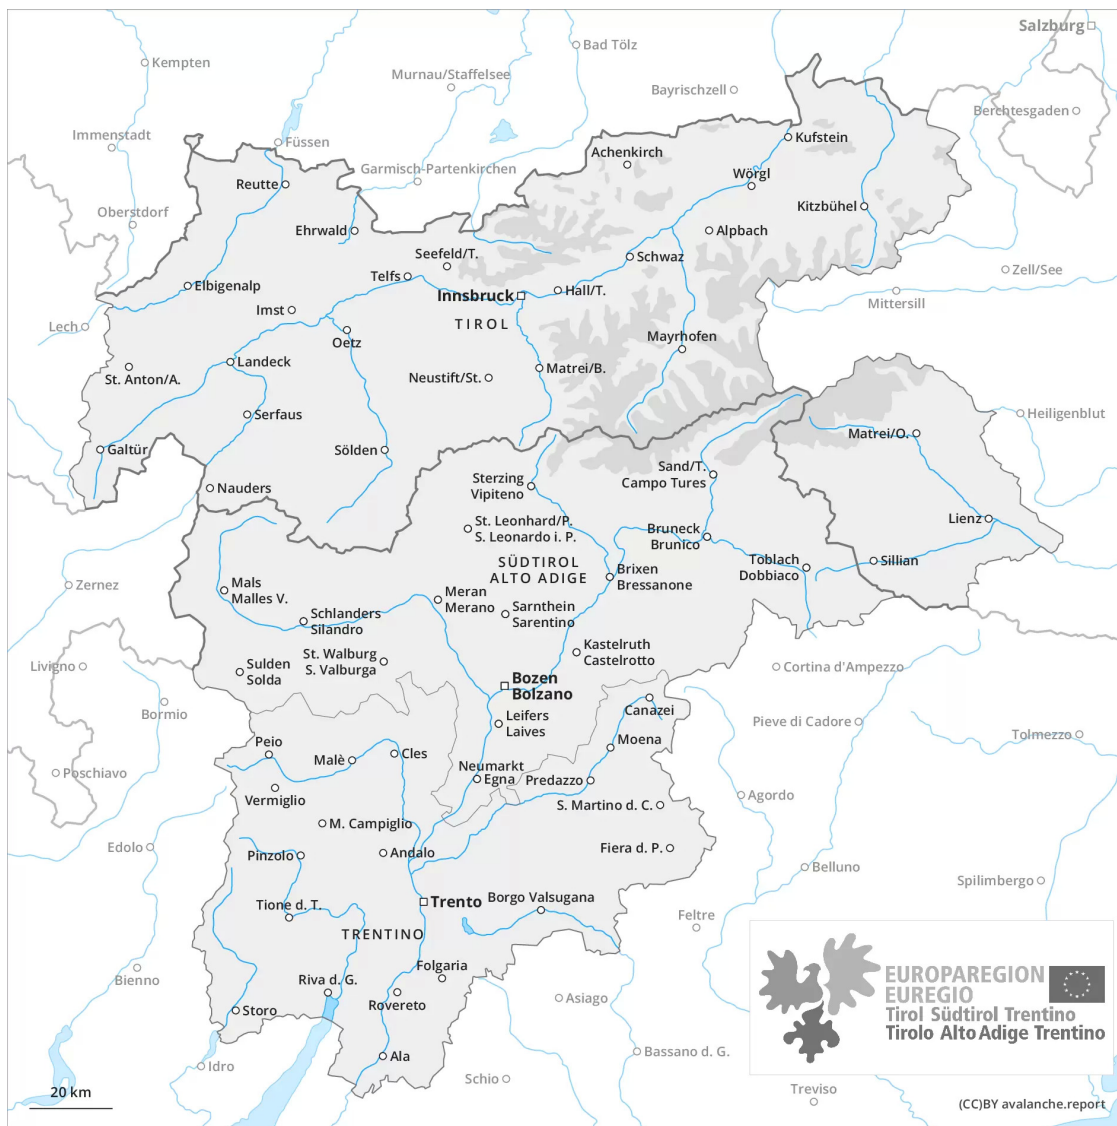 Salzburg
Bad Tölz
Kempten
Murnau/Staffelsee
Bayrischzell
Berchtesgaden
Immenstadt
Füssen
Kufstein
Achenkirch
Garmisch-Partenkirchen
Wörgl
Reutte
Kitzbühel
Oberstdorf
Ehrwald
Alpbach
Seefeld/T.
Schwaz
Zell/See
Telfs
Elbigenalp
Hall/T.
Innsbruck
Mittersill
Imst
TIROL
Lech
Oetz
Mayrhofen
Landeck
Matrei/B.
St. Anton/A.
Neustift/St.
Serfaus
Heiligenblut
Matrei/O.
Galtür
Sölden
Sand/T.
Campo Tures
Sterzing
Vipiteno
Nauders
Lienz
St. Leonhard/P.
S. Leonardo i. P.
Bruneck
Brunico
SÜDTIROL
ALTO ADIGE
Toblach
Dobbiaco
Sillian
Brixen
Bressanone
Zernez
Mals
Malles V.
Meran
Merano
Schlanders
Silandro
Sarnthein
Sarentino
Kastelruth
Castelrotto
St. Walburg
S. Valburga
Livigno
Sulden
Solda
Cortina d'Ampezzo
Bozen
Bolzano
Bormio
Canazei
Leifers
Laives
Pieve di Cadore
Tolmezzo
Moena
Peio
Cles
Malè
Poschiavo
Neumarkt
Egna
Predazzo
Vermiglio
Agordo
S. Martino d. C.
M. Campiglio
Edolo
Pinzolo
Andalo
Fiera d. P.
Belluno
Spilimbergo
Trento
Borgo Valsugana
Tione d. T.
Feltre
TRENTINO
Folgaria
Bienno
Riva d. G.
Rovereto
Asiago
Storo
Ala
Bassano d. G.
Idro
Schio
Treviso
EUROPAREGION
EUREGIO
Tirol Südtirol Trentino
Tirolo Alto Adige Trentino
20 km
(CC)BY avalanche.report